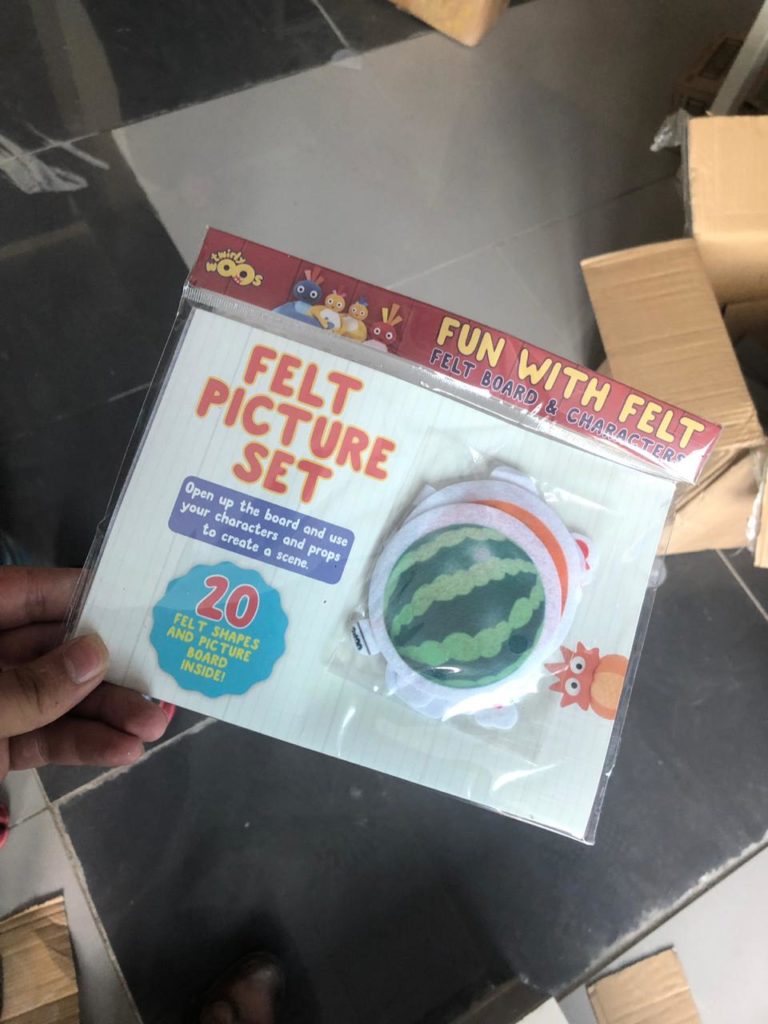 twirly
woos
FUN WITH FELT
FELT BOARD & CHARACTERS
FELT
PICTURE
SET
Open up the board and use
your characters and props
to create a scene.
20
FELT SHAPES
AND PICTURE
BOARD
INSIDE!